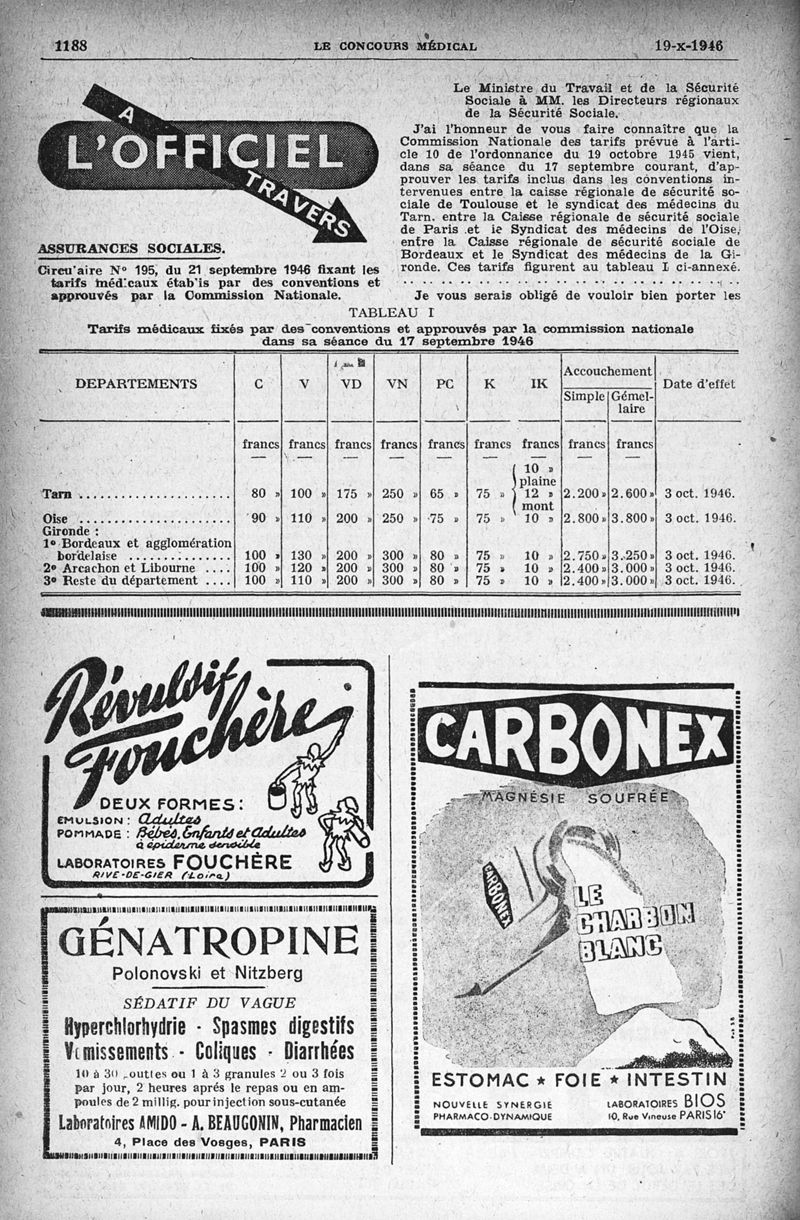 1188
LE CONCOURS MÉDICAL
19-X-1946
A
L'OFFICIEL
TRAVERS
ASSURANCES SOCIALES.
Circu'aire N° 195, du 21 septembre 1946 fixant les
tarifs méd.caux étab'is par des conventions et
approuvés par la Commission Nationale.
Le Ministre du Travail et de la Sécurité
Sociale à MM. les Directeurs régionaux
de la Sécurité Sociale.
J'ai l'honneur de vous faire connaître que la
Commission Nationale des tarifs prévue à l'arti-
cle 10 de l'ordonnance du 19 octobre 1945 vient,
dans sa séance du 17 septembre courant, d'ap-
prouver les tarifs inclus dans les conventions in-
tervenues entre la caisse régionale de sécurité so-
ciale de Toulouse et le syndicat des médecins du
Tarn. entre la Caisse régionale de sécurité sociale
de Paris et le Syndicat des médecins de l'Oise,
entre la Caisse régionale de sécurité sociale de
Bordeaux et le Syndicat des médecins de la Gi-
ronde. Ces tarifs figurent au tableau I ci-annexé.
Je vous serais obligé de vouloir bien porter les
TABLEAU I
Tarifs médicaux fixés par des conventions et approuvés par la commission nationale
dans sa séance du 17 septembre 1946
DEPARTEMENTS C V VD VN PC K IK Accouchement Date d'effet
Simple Gémel-
laire
francs francs francs francs francs francs francs francs francs
10 »
plaine
Tarn ..................... 80 » 100 » 175 » 250 » 65 » 75 » 12 » 2.200 » 2.600 » 3 oct. 1946.
mont
Oise ..................... 90 » 110 » 200 » 250 » 75 » 75 » 10 » 2.800 » 3.800 » 3 oct. 1946.
Gironde :
1° Bordeaux et agglomération
bordelaise .............. 100 » 130 » 200 » 300 » 80 » 75 » 10 » 2.750 » 3.250 » 3 oct. 1946.
2° Arcachon et Libourne .... 100 » 120 » 200 » 300 » 80 » 75 » 10 » 2.400 » 3.000 » 3 oct. 1946.
3° Reste du département .... 100 » 110 » 200 » 300 » 80 » 75 » 10 » 2.400 » 3.000 » 3 oct. 1946.
Révulsif
Fouchère
DEUX FORMES :
EMULSION : Adultes
POMMADE : Bébés, Enfants et Adultes
à épiderme sensible
LABORATOIRES FOUCHÈRE
RIVE-DE-GIER (Loire)
GÉNATROPINE
Polonovski et Nitzberg
SÉDATIF DU VAGUE
Hyperchlorhydrie - Spasmes digestifs
Vomissements - Coliques - Diarrhées
10 à 30 gouttes ou 1 à 3 granules 2 ou 3 fois
par jour, 2 heures aprés le repas ou en am-
poules de 2 millig. pour injection sous-cutanée
Laboratoires AMIDO - A. BEAUGONIN, Pharmacien
4, Place des Vosges, PARIS
CARBONEX
MAGNÉSIE SOUFRÉE
CARBONEX
LE
CHARBON
BLANC
ESTOMAC ★ FOIE ★ INTESTIN
NOUVELLE SYNERGIE
PHARMACO-DYNAMIQUE
LABORATOIRES BIOS
10, Rue Vineuse PARIS 16ᵉ